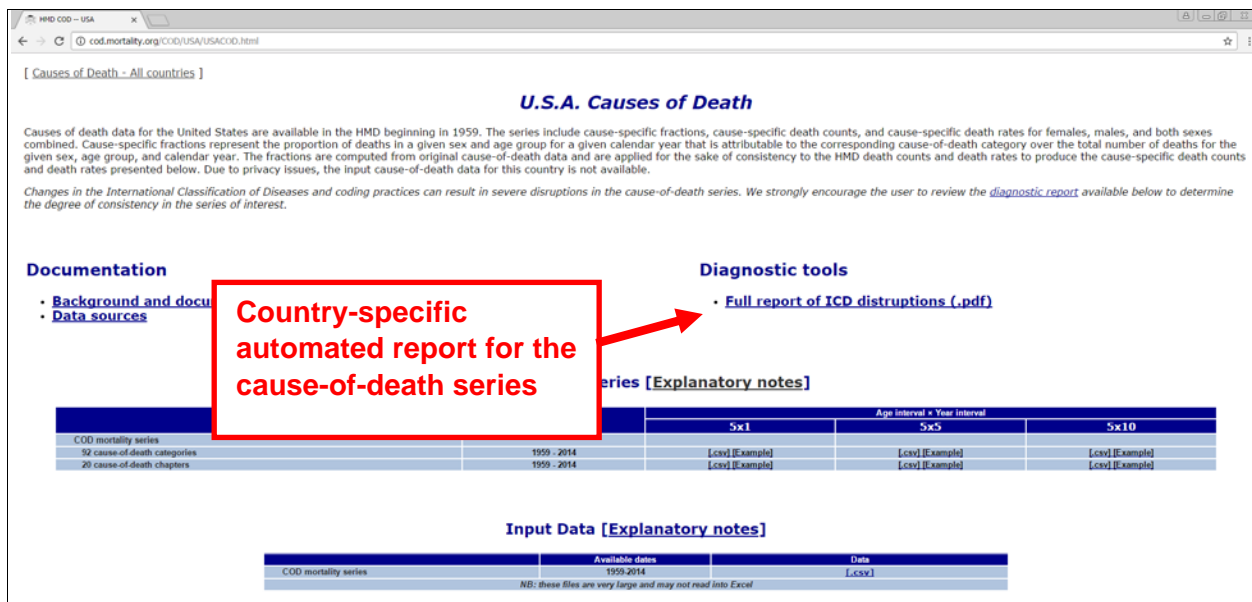 HMD COD – USA
cod.mortality.org/COD/USA/USACOD.html
[ Causes of Death - All countries ]
U.S.A. Causes of Death
Causes of death data for the United States are available in the HMD beginning in 1959. The series include cause-specific fractions, cause-specific death counts, and cause-specific death rates for females, males, and both sexes
combined. Cause-specific fractions represent the proportion of deaths in a given sex and age group for a given calendar year that is attributable to the corresponding cause-of-death category over the total number of deaths for the
given sex, age group, and calendar year. The fractions are computed from original cause-of-death data and are applied for the sake of consistency to the HMD death counts and death rates to produce the cause-specific death counts
and death rates presented below. Due to privacy issues, the input cause-of-death data for this country is not available.
Changes in the International Classification of Diseases and coding practices can result in severe disruptions in the cause-of-death series. We strongly encourage the user to review the diagnostic report available below to determine
the degree of consistency in the series of interest.
Documentation
• Background and docu
• Data sources
Diagnostic tools
• Full report of ICD distruptions (.pdf)
Country-specific
automated report for the
cause-of-death series
eries [Explanatory notes]
Age interval × Year interval
5x1 5x5 5x10
COD mortality series
92 cause-of-death categories 1959 - 2014 [.csv] [Example] [.csv] [Example] [.csv] [Example]
20 cause-of-death chapters 1959 - 2014 [.csv] [Example] [.csv] [Example] [.csv] [Example]
Input Data [Explanatory notes]
Available dates Data
COD mortality series 1959-2014 [.csv]
NB: these files are very large and may not read into Excel